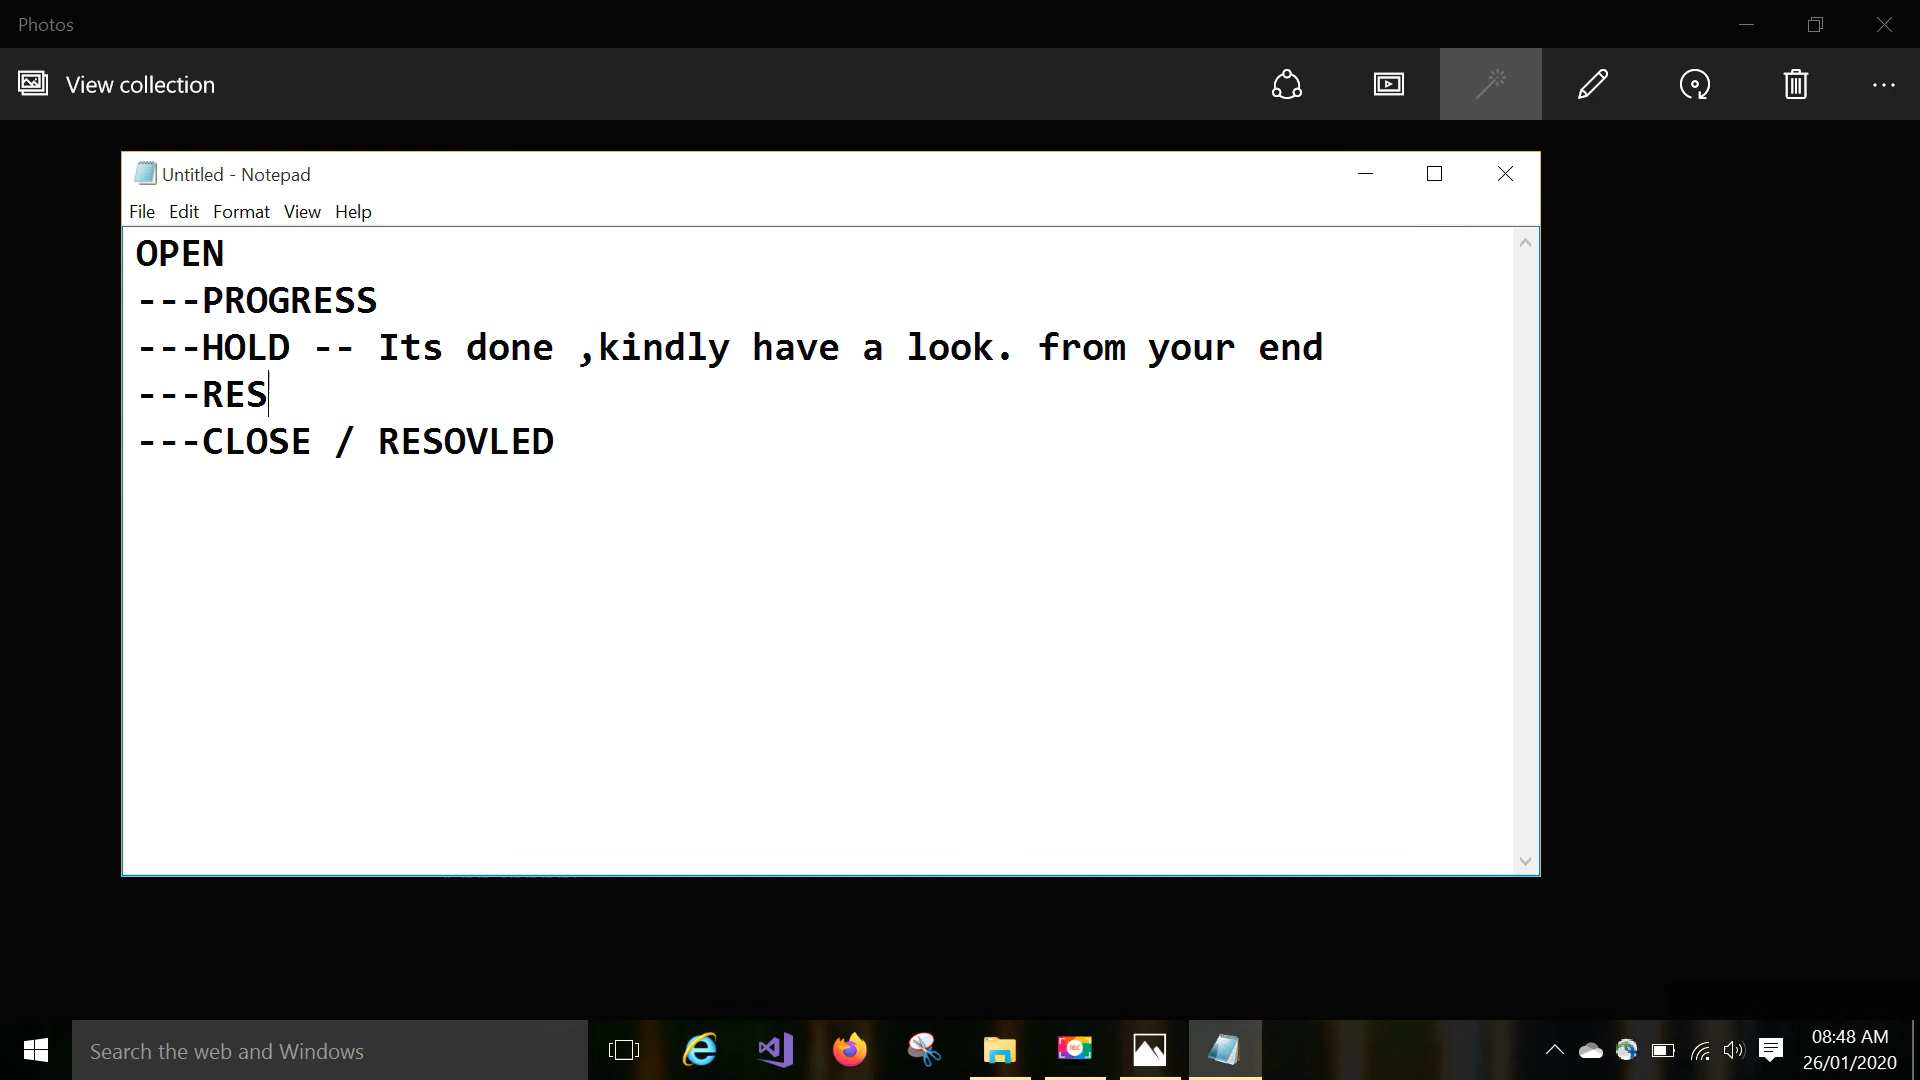 Photos
View collection
Untitled - Notepad
File Edit Format View Help
OPEN
---PROGRESS
---HOLD -- Its done ,kindly have a look. from your end
---RES
---CLOSE / RESOVLED
Search the web and Windows
08:48 AM
26/01/2020